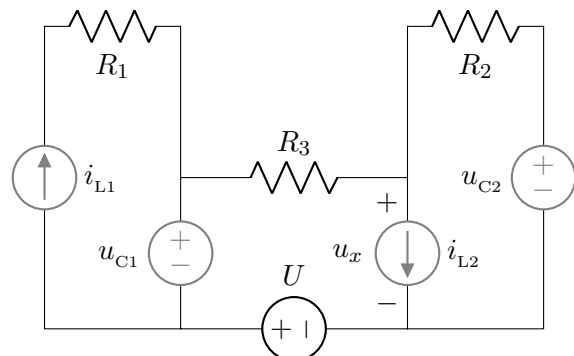 R1 R2
R3
iL1 uC2
+
−
+
uC1 + − ux iL2
U
−
+ −